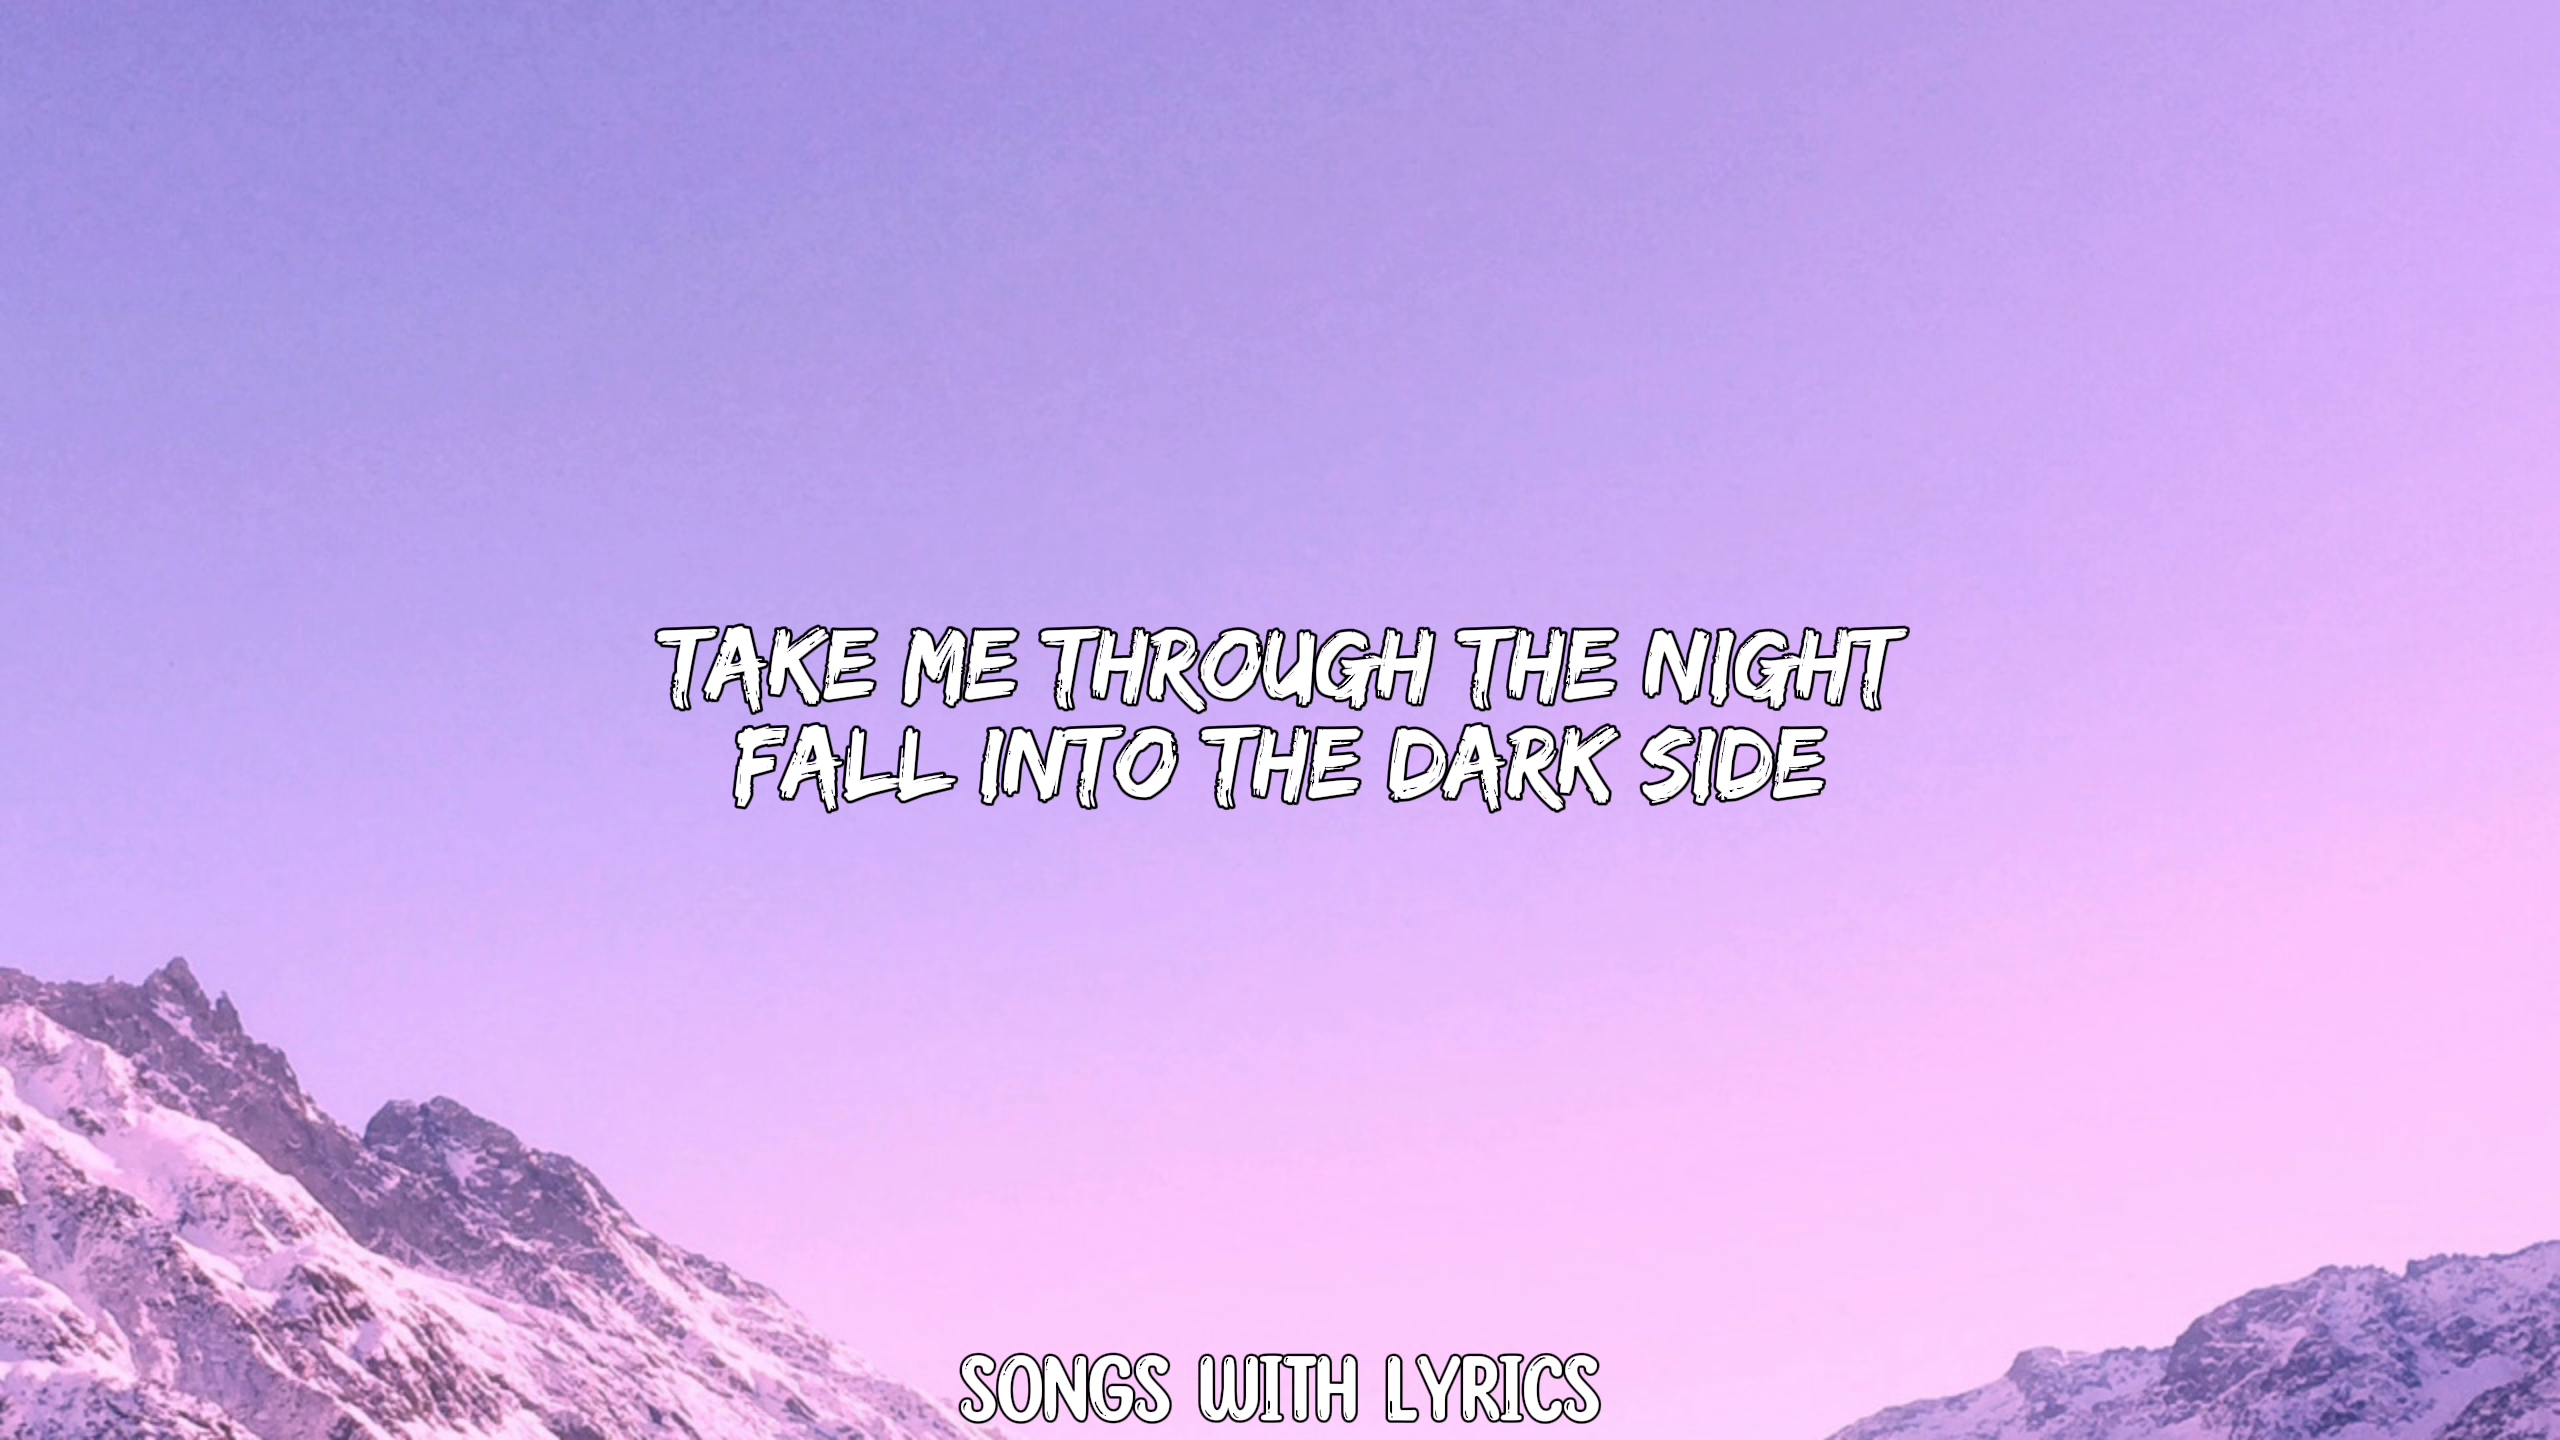 TAKE ME THROUGH THE NIGHT
FALL INTO THE DARK SIDE
SONGS WITH LYRICS